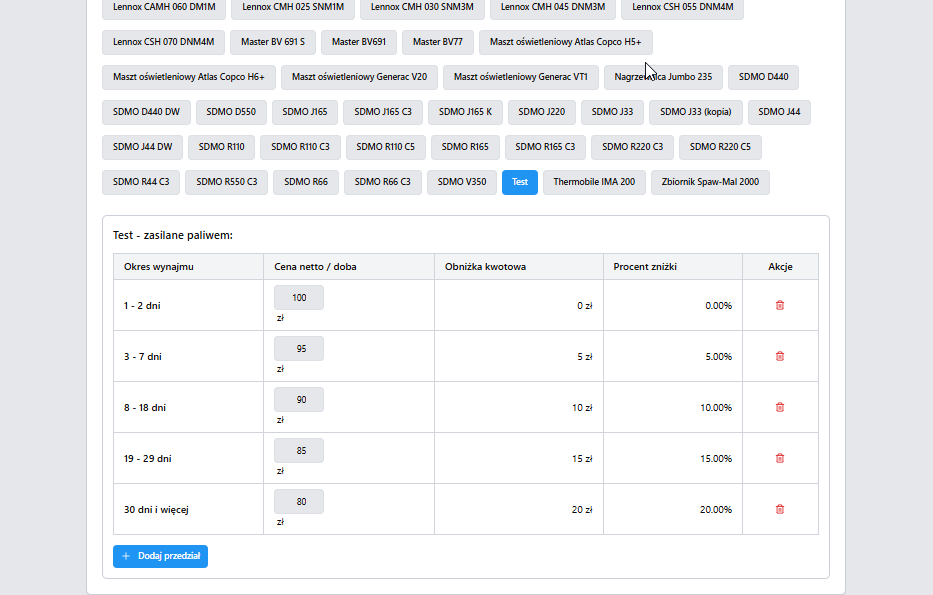 Lennox CAMH 060 DM1M Lennox CMH 025 SNM1M Lennox CMH 030 SNM3M Lennox CMH 045 DNM3M Lennox CSH 055 DNM4M
Lennox CSH 070 DNM4M Master BV 691 S Master BV691 Master BV77 Maszt oświetleniowy Atlas Copco H5+
Maszt oświetleniowy Atlas Copco H6+ Maszt oświetleniowy Generac V20 Maszt oświetleniowy Generac VT1 Nagrzewnica Jumbo 235 SDMO D440
SDMO D440 DW SDMO D550 SDMO J165 SDMO J165 C3 SDMO J165 K SDMO J220 SDMO J33 SDMO J33 (kopia) SDMO J44
SDMO J44 DW SDMO R110 SDMO R110 C3 SDMO R110 C5 SDMO R165 SDMO R165 C3 SDMO R220 C3 SDMO R220 C5
SDMO R44 C3 SDMO R550 C3 SDMO R66 SDMO R66 C3 SDMO V350 Test Thermobile IMA 200 Zbiornik Spaw-Mal 2000
Test - zasilane paliwem:
Okres wynajmu Cena netto / doba Obniżka kwotowa Procent zniżki Akcje
1 - 2 dni 100 zł 0 zł 0.00%
3 - 7 dni 95 zł 5 zł 5.00%
8 - 18 dni 90 zł 10 zł 10.00%
19 - 29 dni 85 zł 15 zł 15.00%
30 dni i więcej 80 zł 20 zł 20.00%
+ Dodaj przedział